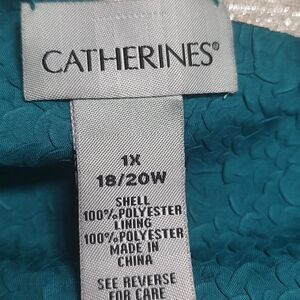 CATHERINES®
1X
18/20W
SHELL
100%POLYESTER
LINING
100%POLYESTER
MADE IN
CHINA
SEE REVERSE
FOR CARE